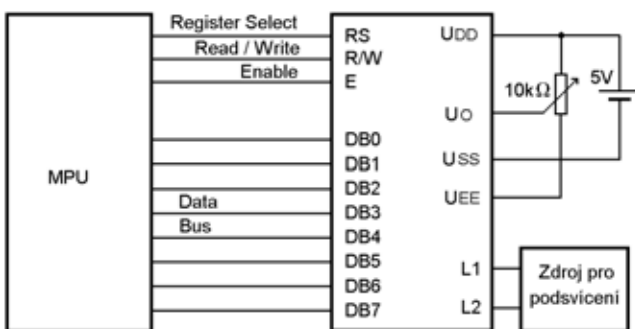 Register Select
Read / Write
Enable
MPU
Data
Bus
RS
R/W
E
DB0
DB1
DB2
DB3
DB4
DB5
DB6
DB7
UDD
UO
USS
UEE
L1
L2
10kΩ
5V
Zdroj pro
podsvícení